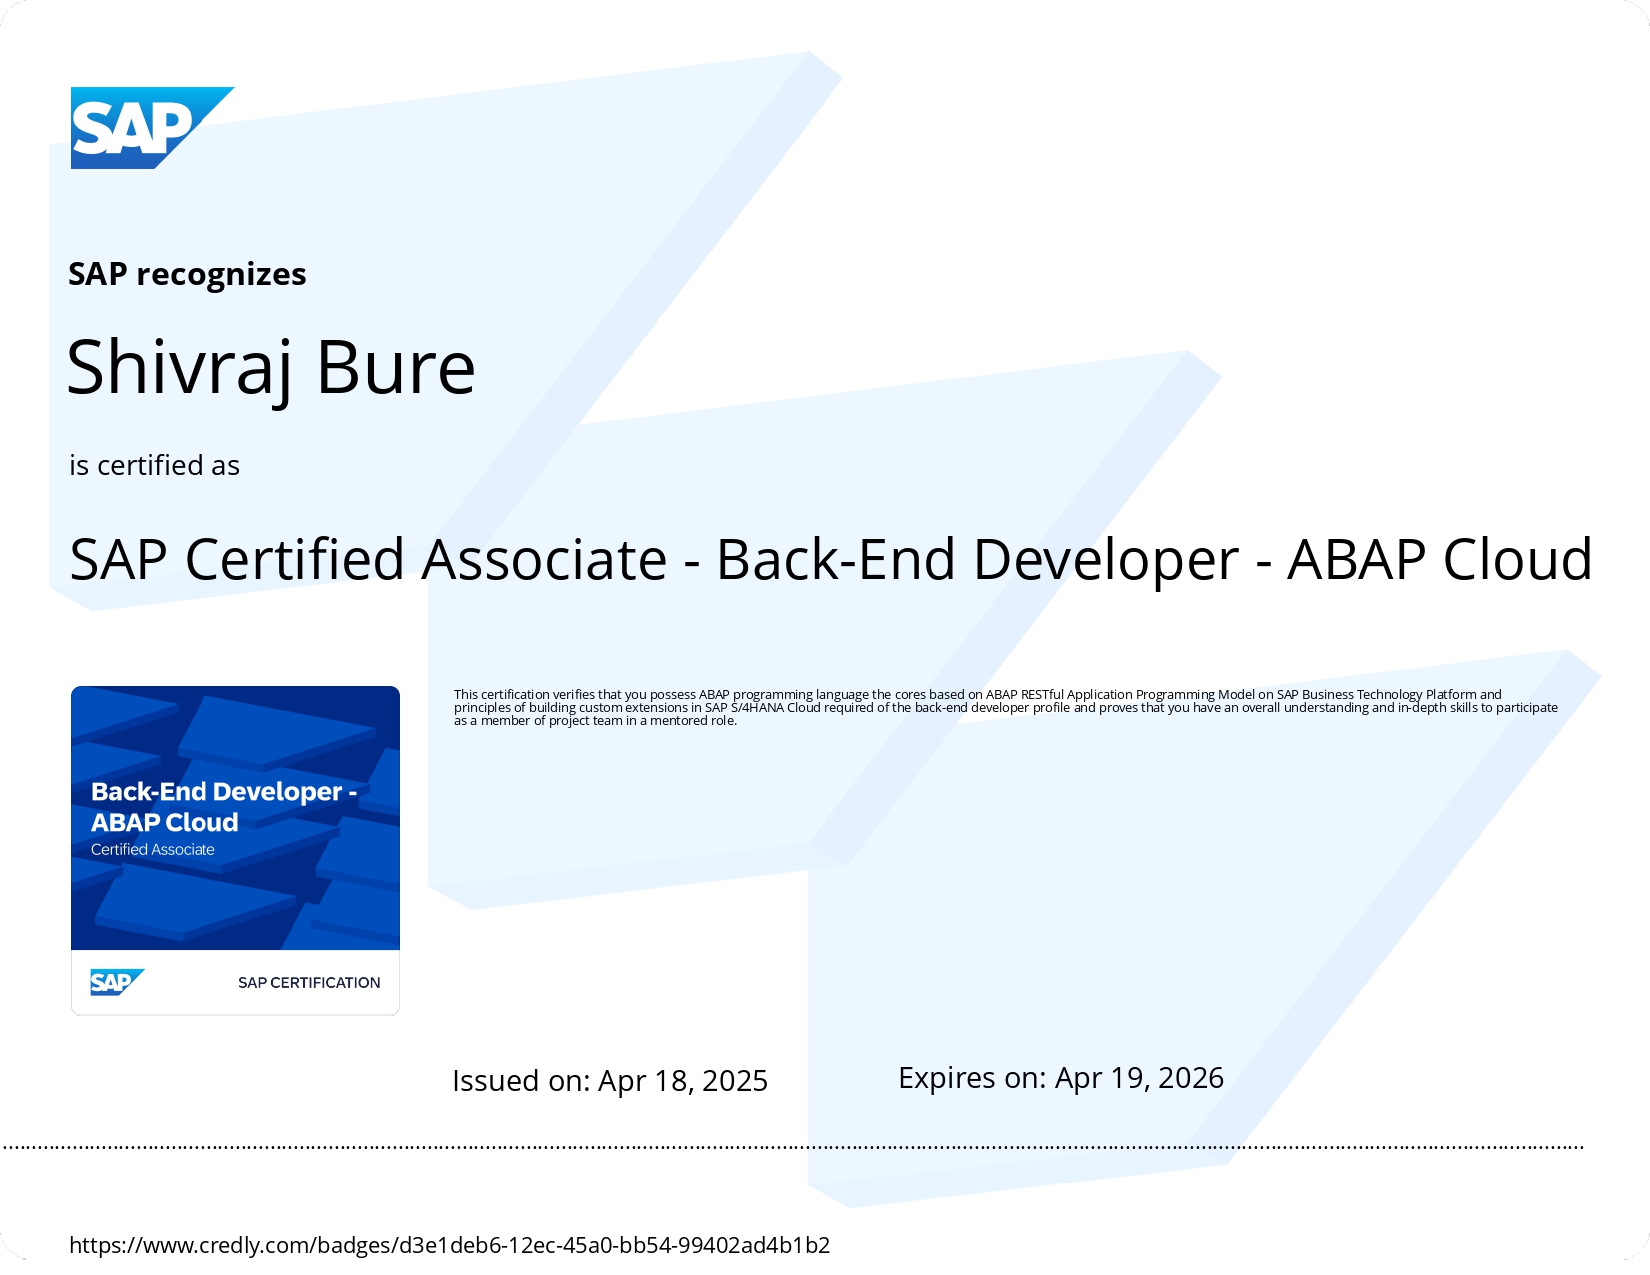 SAP
SAP recognizes
Shivraj Bure
is certified as
SAP Certified Associate - Back-End Developer - ABAP Cloud
This certification verifies that you possess ABAP programming language the cores based on ABAP RESTful Application Programming Model on SAP Business Technology Platform and
principles of building custom extensions in SAP S/4HANA Cloud required of the back-end developer profile and proves that you have an overall understanding and in-depth skills to participate
as a member of project team in a mentored role.
Back-End Developer -
ABAP Cloud
Certified Associate
SAP SAP CERTIFICATION
Issued on: Apr 18, 2025 Expires on: Apr 19, 2026
https://www.credly.com/badges/d3e1deb6-12ec-45a0-bb54-99402ad4b1b2